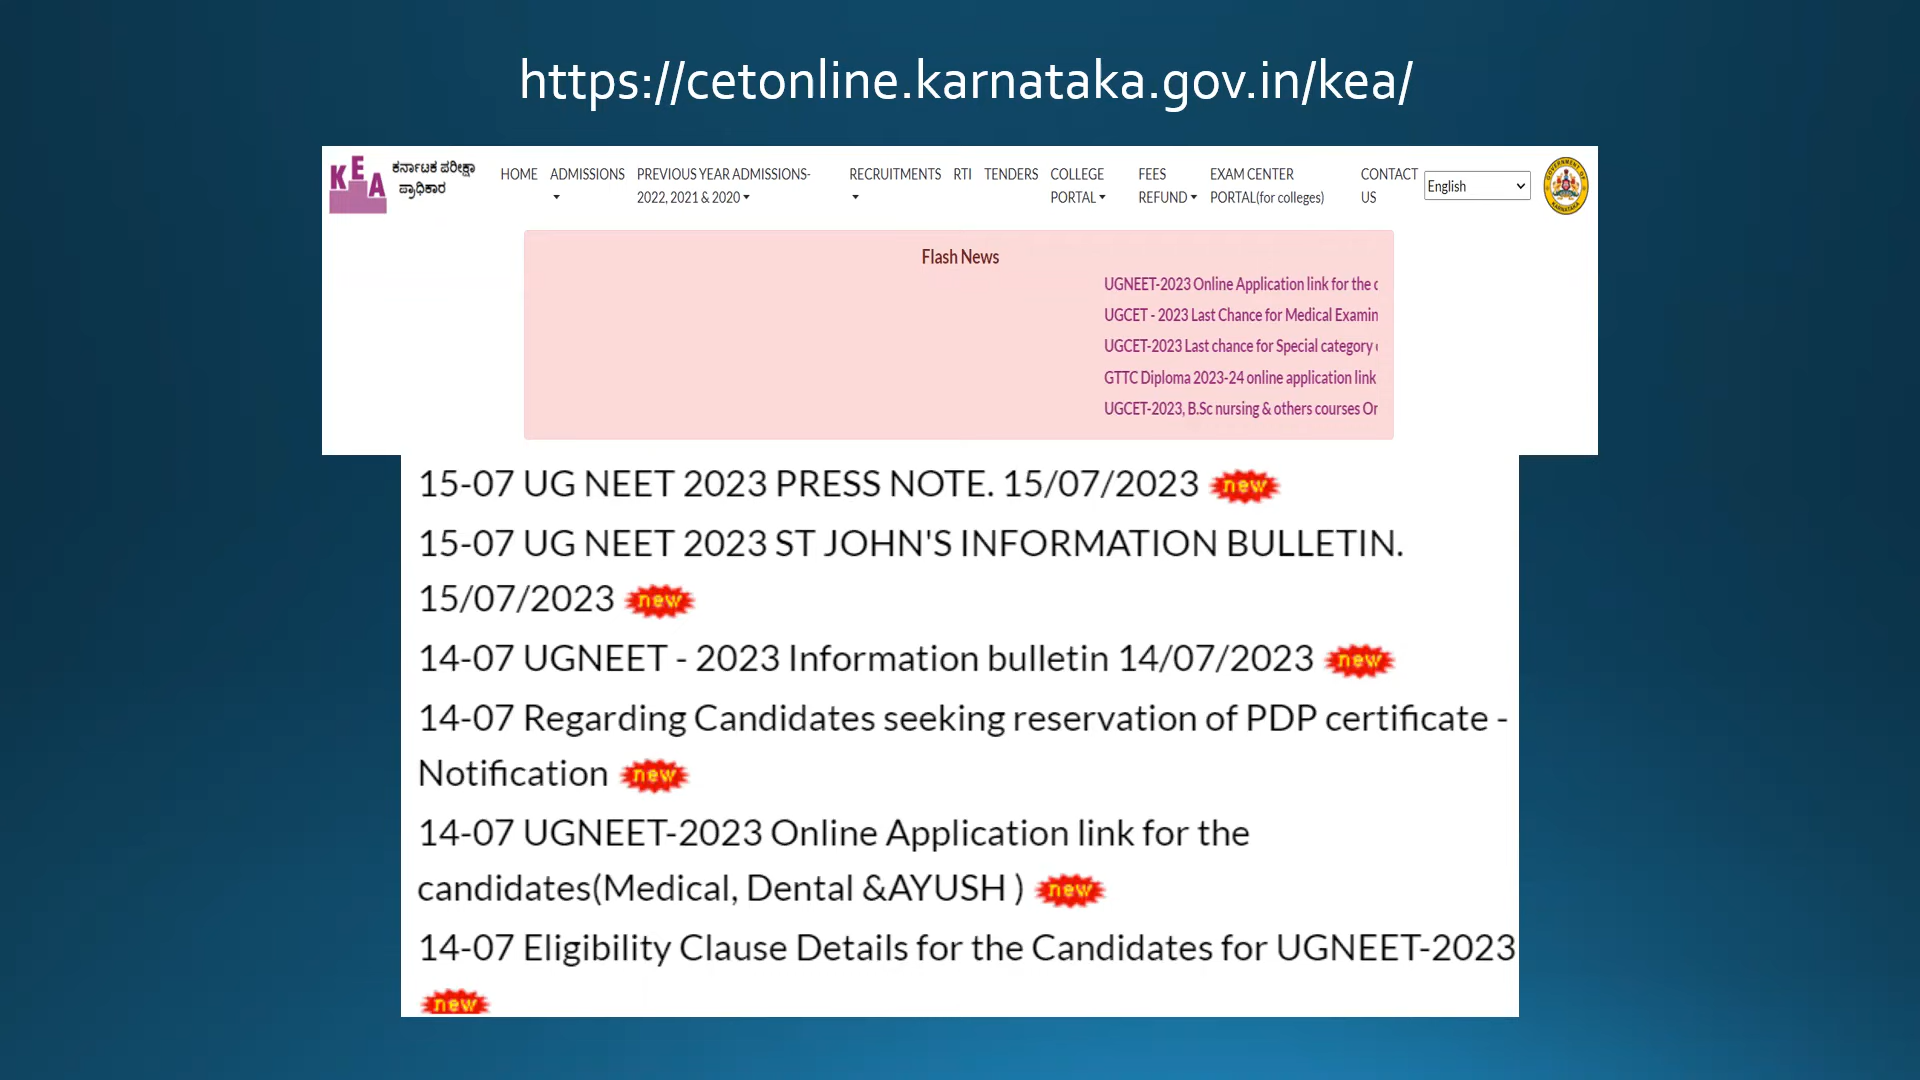 https://cetonline.karnataka.gov.in/kea/
KEA
ಕರ್ನಾಟಕ ಪರೀಕ್ಷಾ
ಪ್ರಾಧಿಕಾರ
HOME ADMISSIONS PREVIOUS YEAR ADMISSIONS- RECRUITMENTS RTI TENDERS COLLEGE FEES EXAM CENTER CONTACT
2022, 2021 & 2020 PORTAL REFUND PORTAL(for colleges) US
English
Flash News
UGNEET-2023 Online Application link for the
UGCET - 2023 Last Chance for Medical Examin
UGCET-2023 Last chance for Special category
GTTC Diploma 2023-24 online application link
UGCET-2023, B.Sc nursing & others courses
15-07 UG NEET 2023 PRESS NOTE. 15/07/2023 new
15-07 UG NEET 2023 ST JOHN'S INFORMATION BULLETIN.
15/07/2023 new
14-07 UGNEET - 2023 Information bulletin 14/07/2023 new
14-07 Regarding Candidates seeking reservation of PDP certificate -
Notification new
14-07 UGNEET-2023 Online Application link for the
candidates(Medical, Dental &AYUSH ) new
14-07 Eligibility Clause Details for the Candidates for UGNEET-2023
new